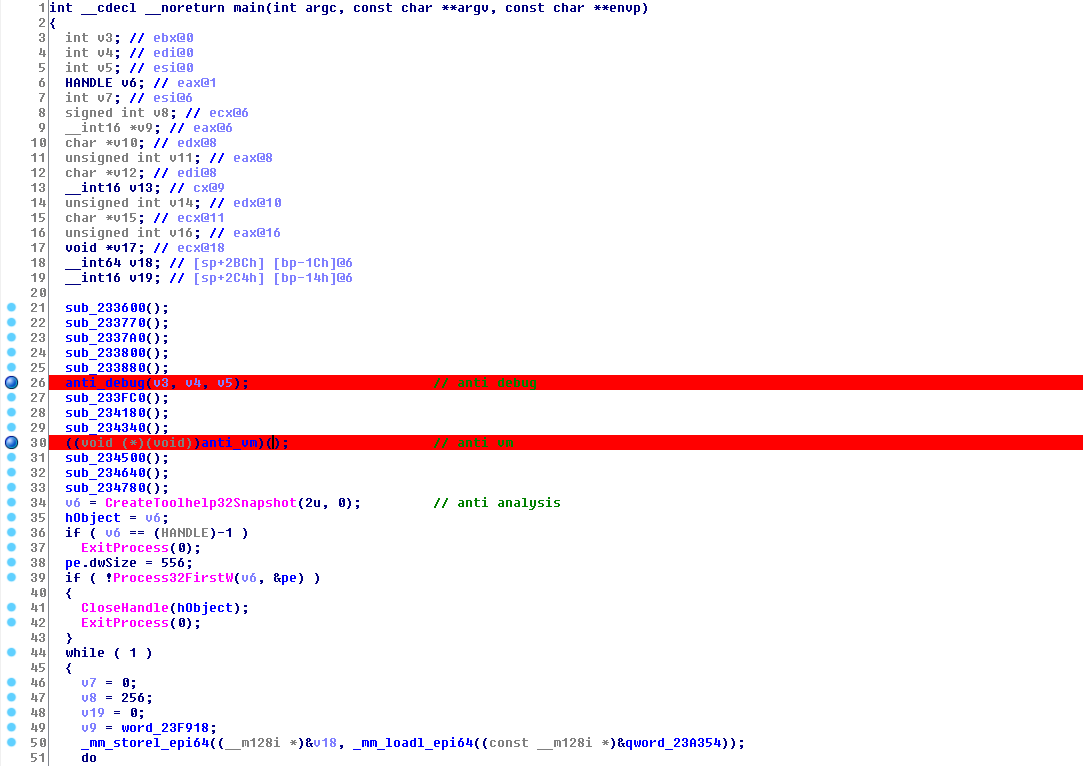 1 int __cdecl __noreturn main(int argc, const char **argv, const char **envp)
2 {
3 int v3; // ebx@0
4 int v4; // edi@0
5 int v5; // esi@0
6 HANDLE v6; // eax@1
7 int v7; // esi@6
8 signed int v8; // ecx@6
9 __int16 *v9; // eax@6
10 char *v10; // edx@8
11 unsigned int v11; // eax@8
12 char *v12; // edi@8
13 __int16 v13; // cx@9
14 unsigned int v14; // edx@10
15 char *v15; // ecx@11
16 unsigned int v16; // eax@16
17 void *v17; // ecx@18
18 __int64 v18; // [sp+2BCh] [bp-1Ch]@6
19 __int16 v19; // [sp+2C4h] [bp-14h]@6
20
21 sub_233600();
22 sub_233770();
23 sub_2337A0();
24 sub_233800();
25 sub_233880();
26 anti_debug(v3, v4, v5); // anti debug
27 sub_233FC0();
28 sub_234180();
29 sub_234340();
30 ((void (*)(void))anti_vm)(); // anti vm
31 sub_234500();
32 sub_234640();
33 sub_234780();
34 v6 = CreateToolhelp32Snapshot(2u, 0); // anti analysis
35 hObject = v6;
36 if ( v6 == (HANDLE)-1 )
37 ExitProcess(0);
38 pe.dwSize = 556;
39 if ( !Process32FirstW(v6, &pe) )
40 {
41 CloseHandle(hObject);
42 ExitProcess(0);
43 }
44 while ( 1 )
45 {
46 v7 = 0;
47 v8 = 256;
48 v19 = 0;
49 v9 = word_23F918;
50 _mm_storel_epi64((__m128i *)&v18, _mm_loadl_epi64((const __m128i *)&qword_23A354));
51 do